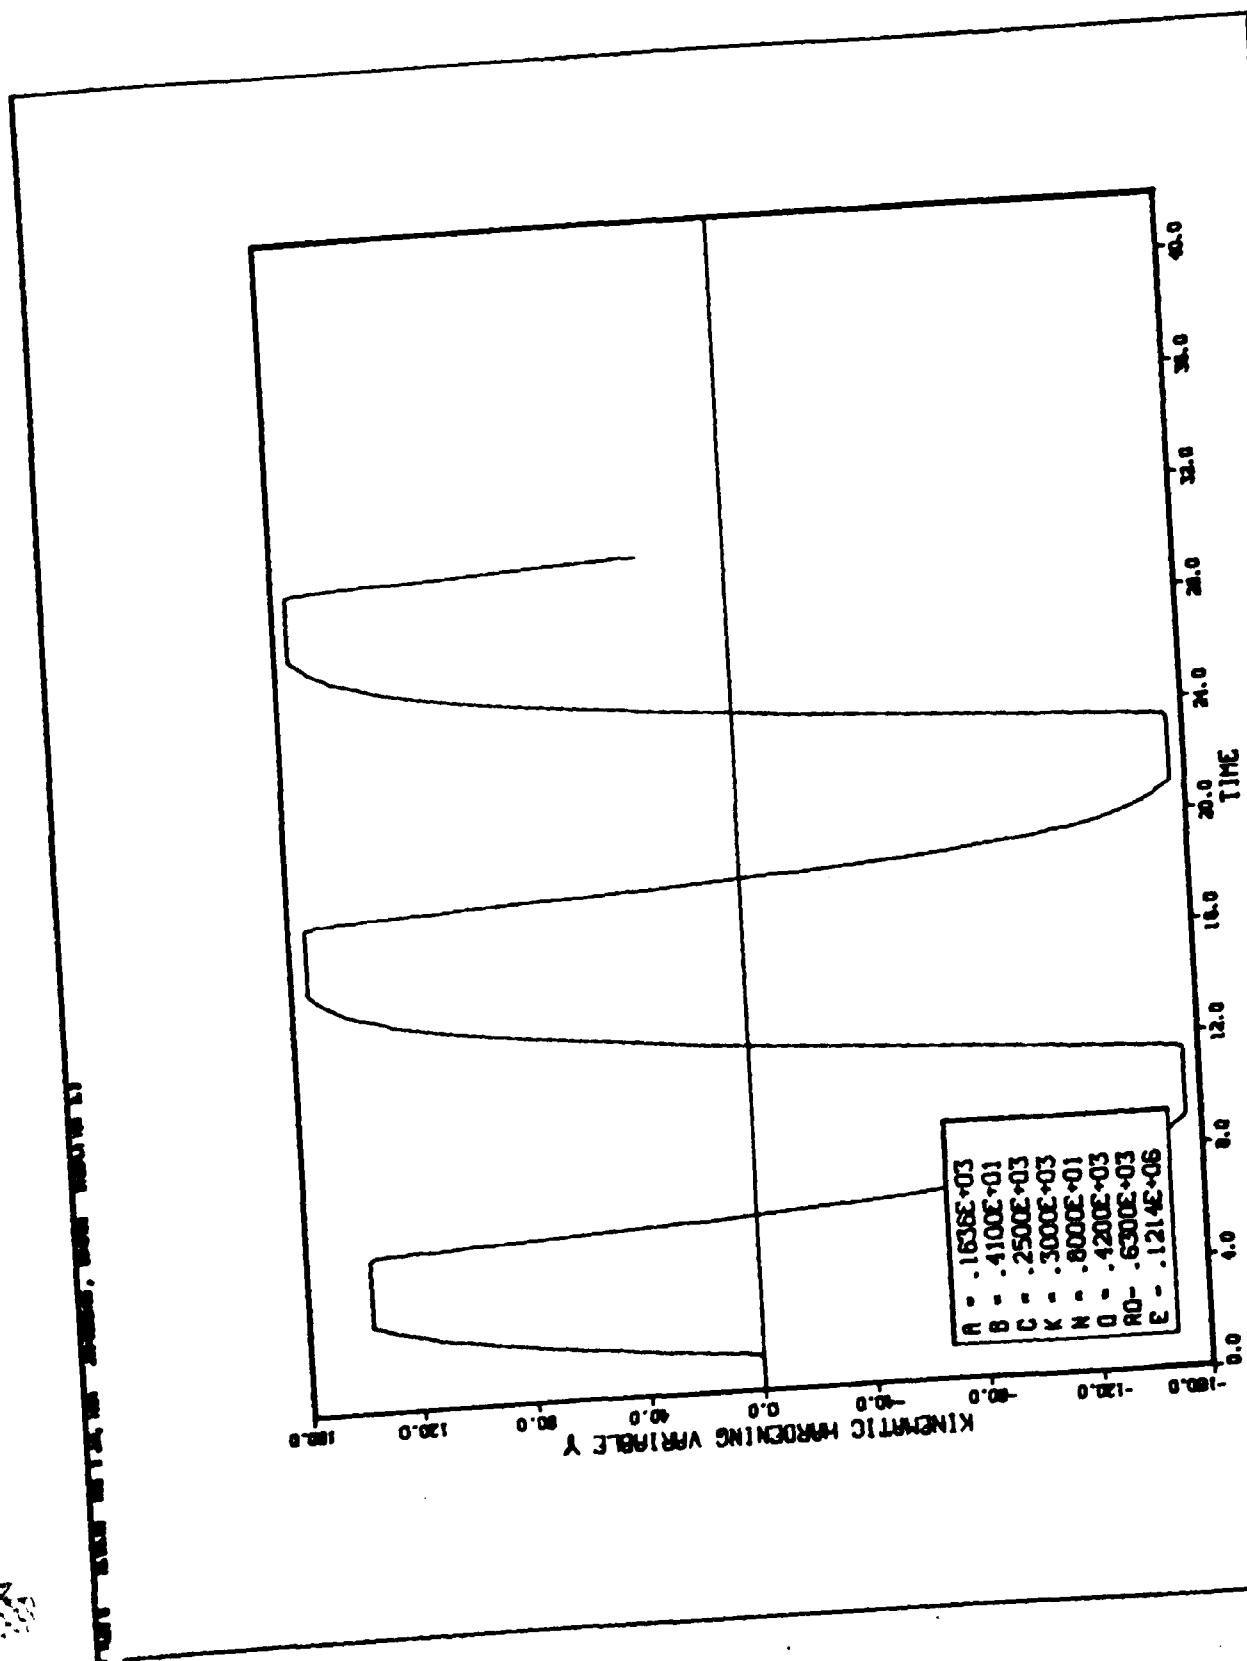 KINEMATIC HARDENING VARIABLE Y
160.0
120.0
80.0
40.0
0.0
-40.0
-80.0
-120.0
-160.0
A = .1636E+03
B = .4100E+01
C = .2500E+03
K = .3000E+03
N = .8000E+01
Q = .4200E+03
RO= .6300E+03
E = .1214E+06
0.0
4.0
8.0
12.0
16.0
20.0
24.0
28.0
32.0
36.0
40.0
TIME